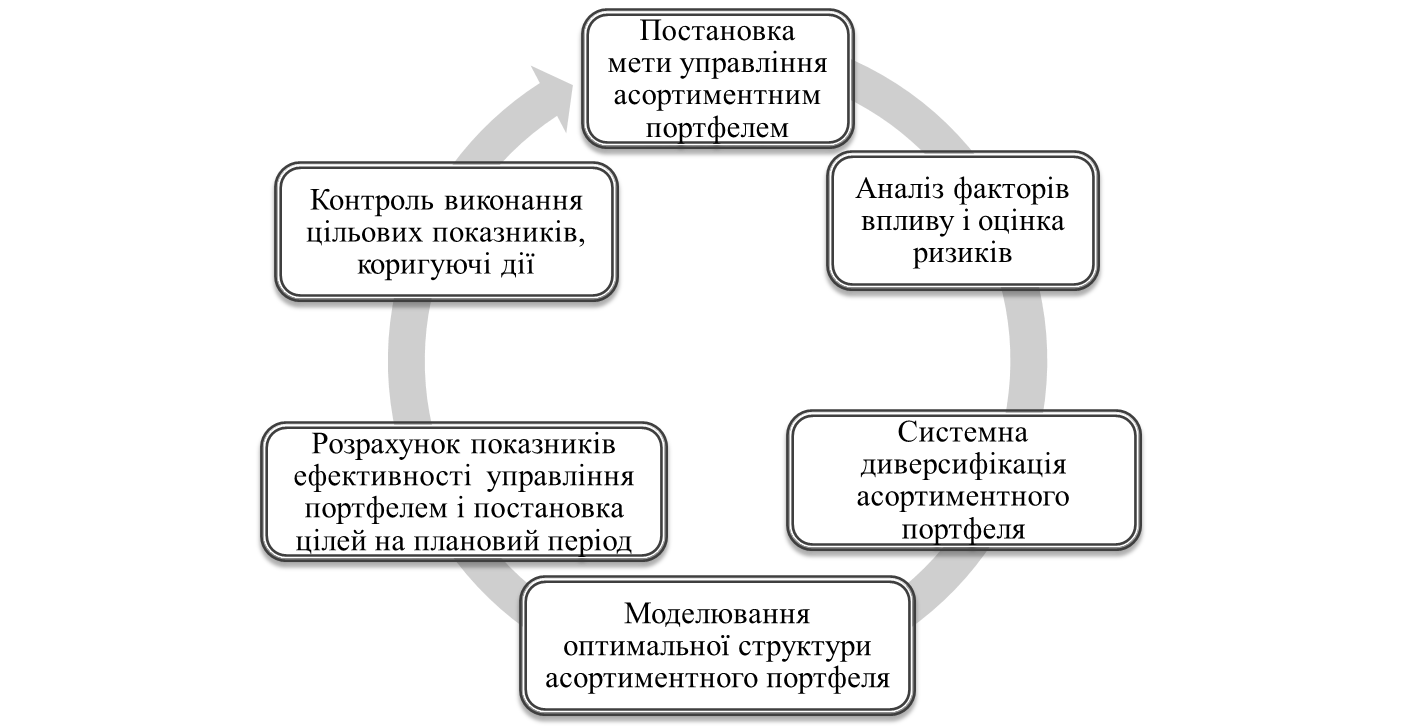 Постановка
мети управління
асортиментним
портфелем
Аналіз факторів
впливу і оцінка
ризиків
Системна
диверсифікація
асортиментного
портфеля
Моделювання
оптимальної структури
асортиментного портфеля
Розрахунок показників
ефективності управління
портфелем і постановка
цілей на плановий період
Контроль виконання
цільових показників,
коригуючі дії